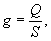 g = Q/S,